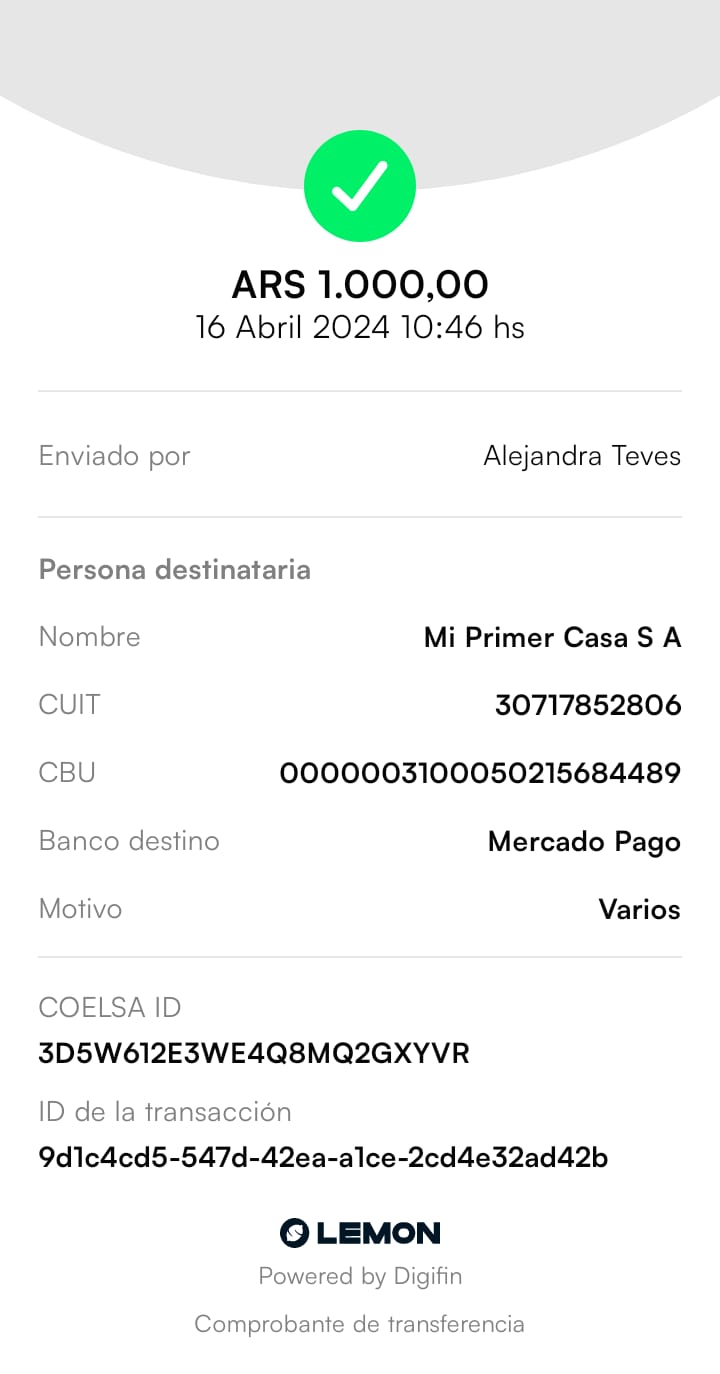 ARS 1.000,00
16 Abril 2024 10:46 hs
Enviado por Alejandra Teves
Persona destinataria
Nombre Mi Primer Casa S A
CUIT 30717852806
CBU 0000003100050215684489
Banco destino Mercado Pago
Motivo Varios
COELSA ID
3D5W612E3WE4Q8MQ2GXYVR
ID de la transacción
9d1c4cd5-547d-42ea-a1ce-2cd4e32ad42b
LEMON
Powered by Digifin
Comprobante de transferencia